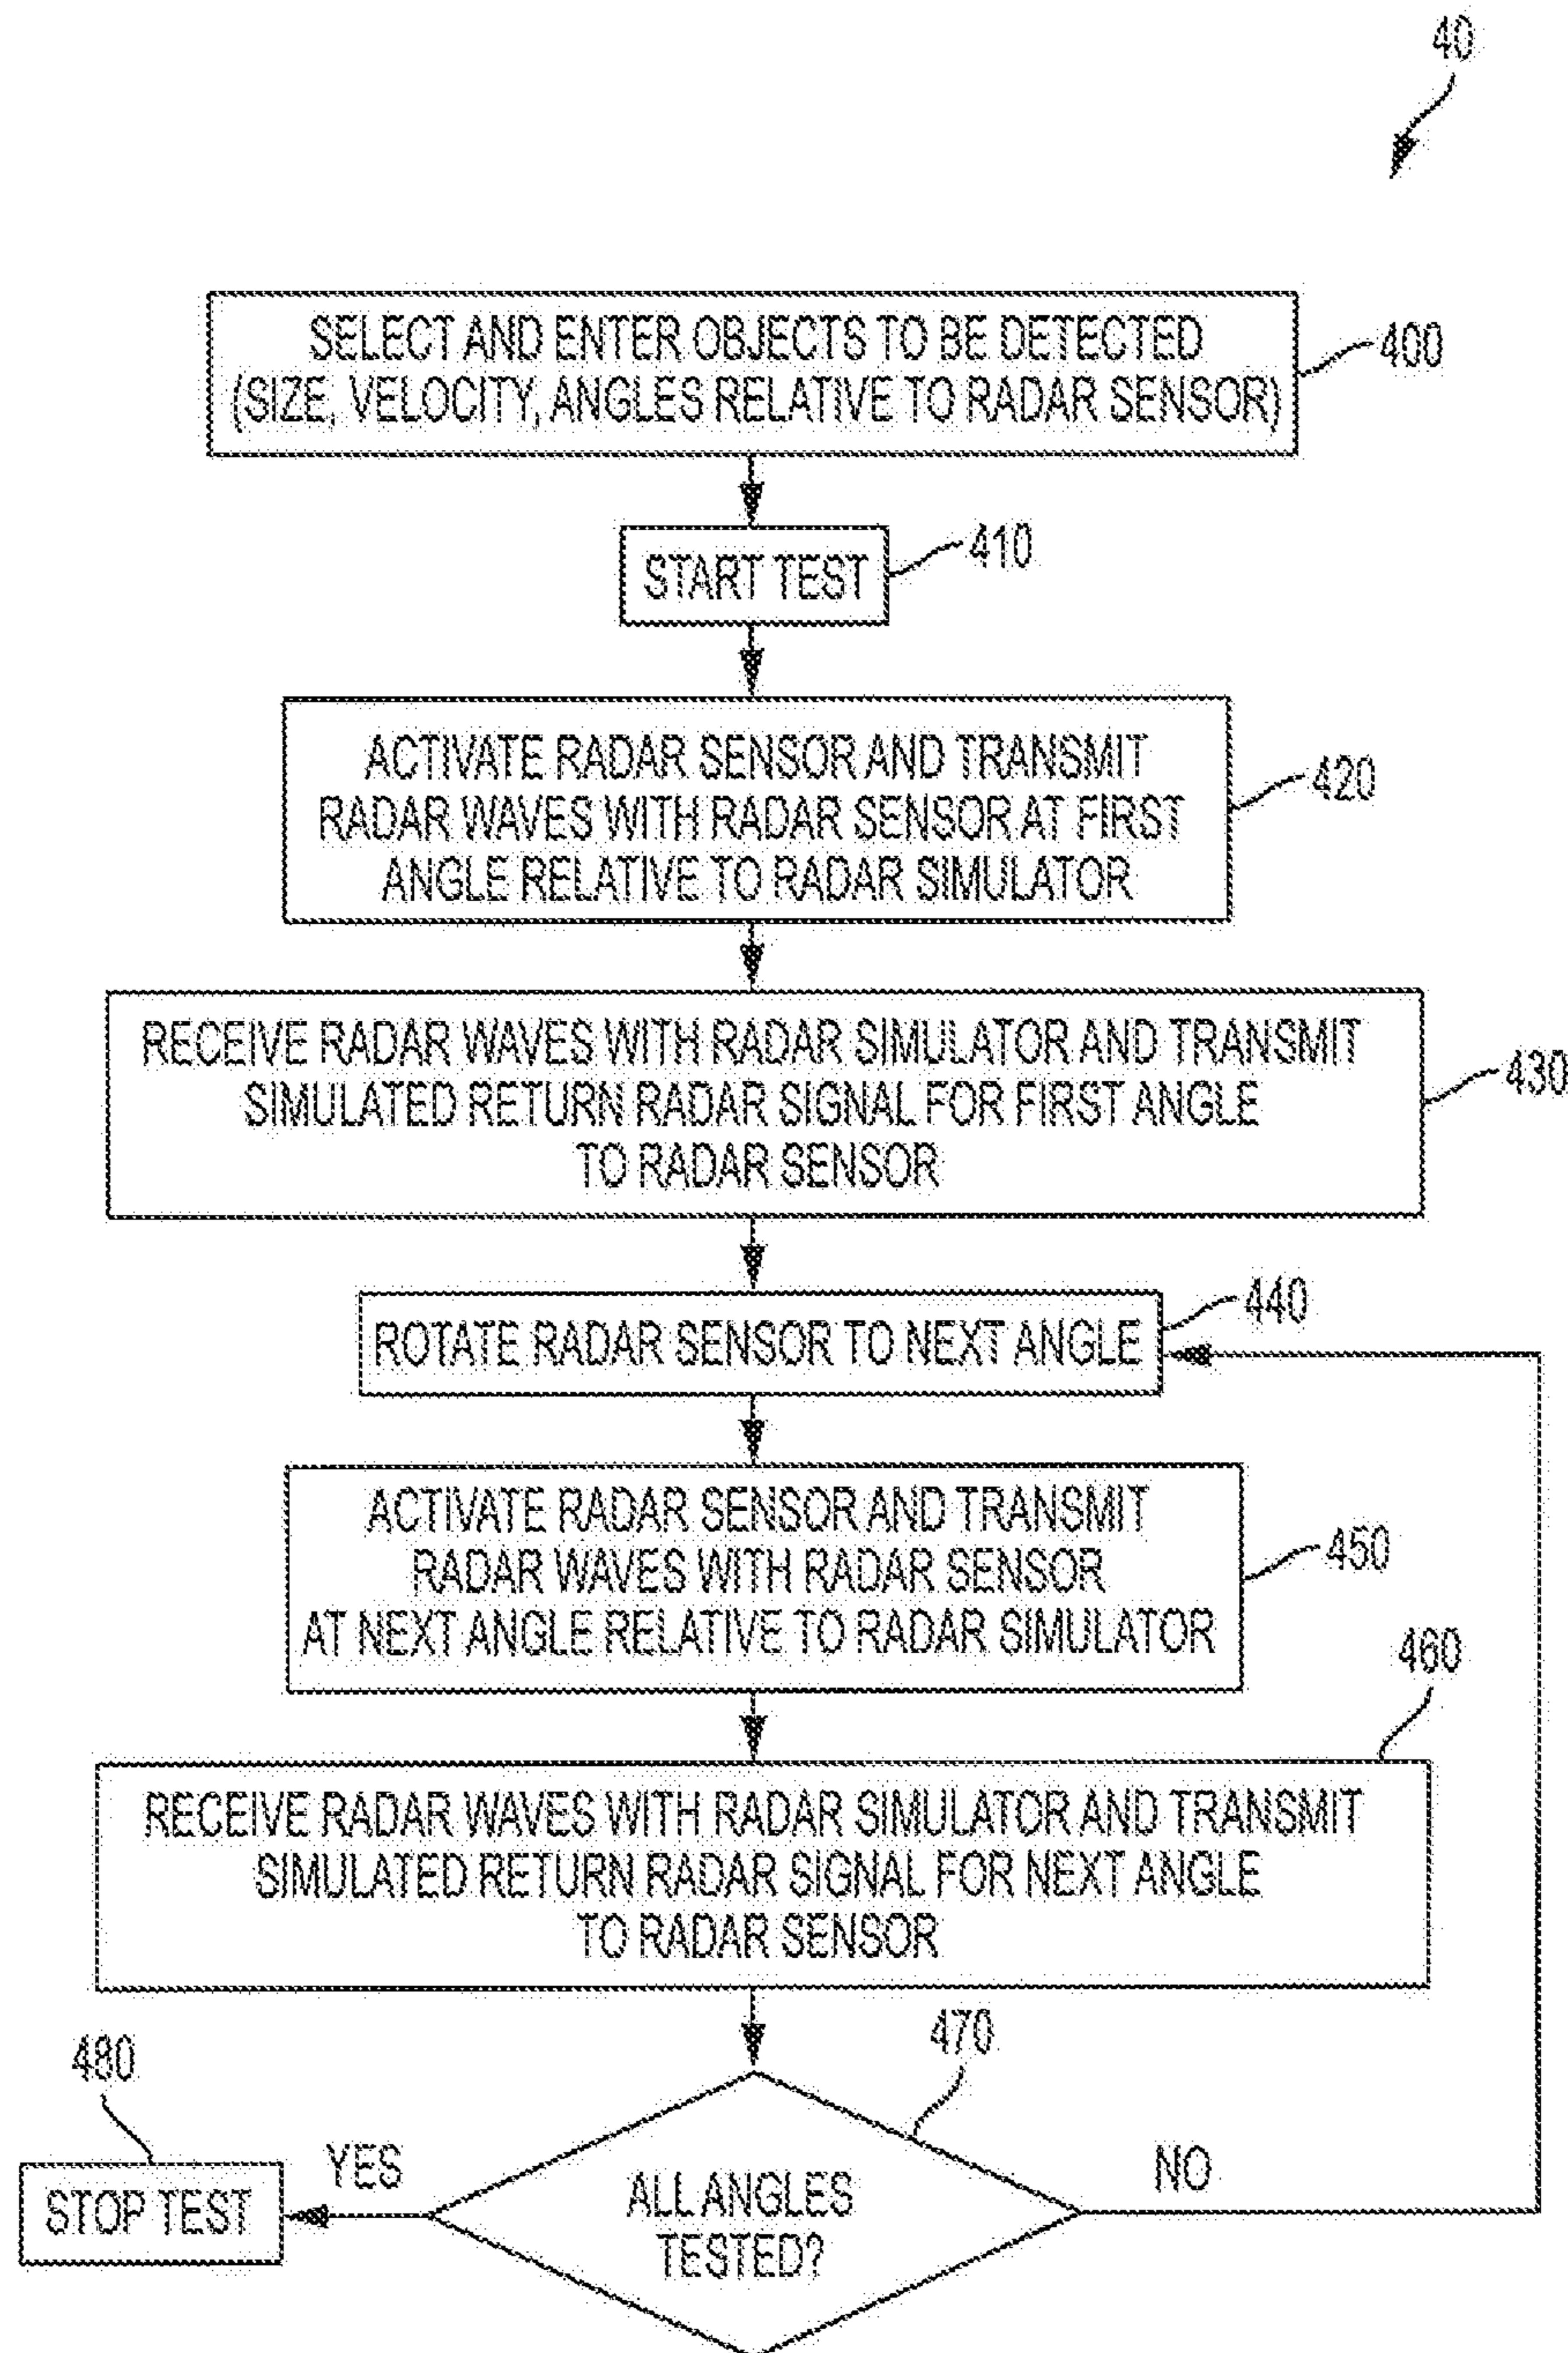 40
SELECT AND ENTER OBJECTS TO BE DETECTED
(SIZE, VELOCITY, ANGLES RELATIVE TO RADAR SENSOR)
400
START TEST
410
ACTIVATE RADAR SENSOR AND TRANSMIT
RADAR WAVES WITH RADAR SENSOR AT FIRST
ANGLE RELATIVE TO RADAR SIMULATOR
420
RECEIVE RADAR WAVES WITH RADAR SIMULATOR AND TRANSMIT
SIMULATED RETURN RADAR SIGNAL FOR FIRST ANGLE
TO RADAR SENSOR
430
ROTATE RADAR SENSOR TO NEXT ANGLE
440
ACTIVATE RADAR SENSOR AND TRANSMIT
RADAR WAVES WITH RADAR SENSOR
AT NEXT ANGLE RELATIVE TO RADAR SIMULATOR
450
460
RECEIVE RADAR WAVES WITH RADAR SIMULATOR AND TRANSMIT
SIMULATED RETURN RADAR SIGNAL FOR NEXT ANGLE
TO RADAR SENSOR
470
480
STOP TEST
YES
ALL ANGLES
TESTED?
NO